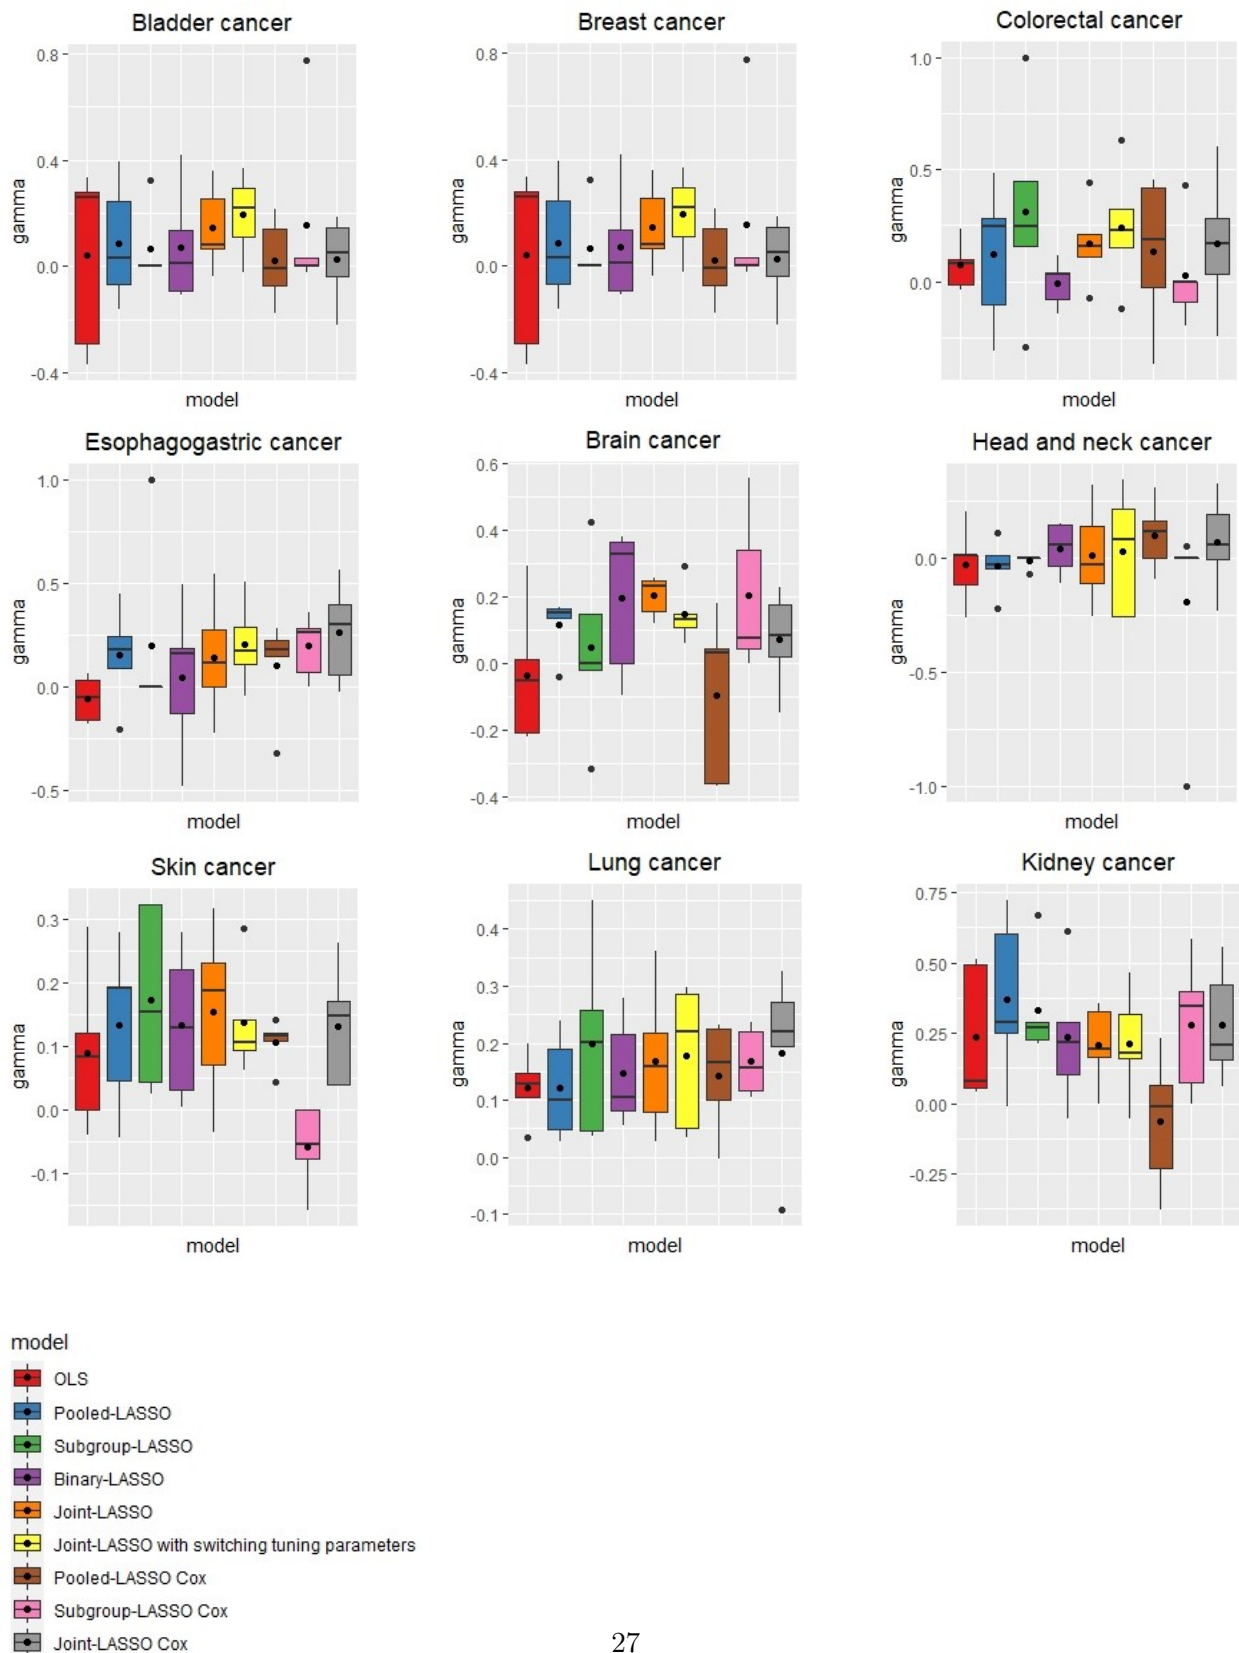 Bladder cancer
0.8
0.4
0.0
-0.4
gamma
model
Breast cancer
0.8
0.4
0.0
-0.4
gamma
model
Colorectal cancer
1.0
0.5
0.0
gamma
model
Esophagogastric cancer
1.0
0.5
0.0
-0.5
gamma
model
Brain cancer
0.6
0.4
0.2
0.0
-0.2
-0.4
gamma
model
Head and neck cancer
0.0
-0.5
-1.0
gamma
model
Skin cancer
0.3
0.2
0.1
0.0
-0.1
gamma
model
Lung cancer
0.4
0.3
0.2
0.1
0.0
-0.1
gamma
model
Kidney cancer
0.75
0.50
0.25
0.00
-0.25
gamma
model
model
OLS
Pooled-LASSO
Subgroup-LASSO
Binary-LASSO
Joint-LASSO
Joint-LASSO with switching tuning parameters
Pooled-LASSO Cox
Subgroup-LASSO Cox
Joint-LASSO Cox
27